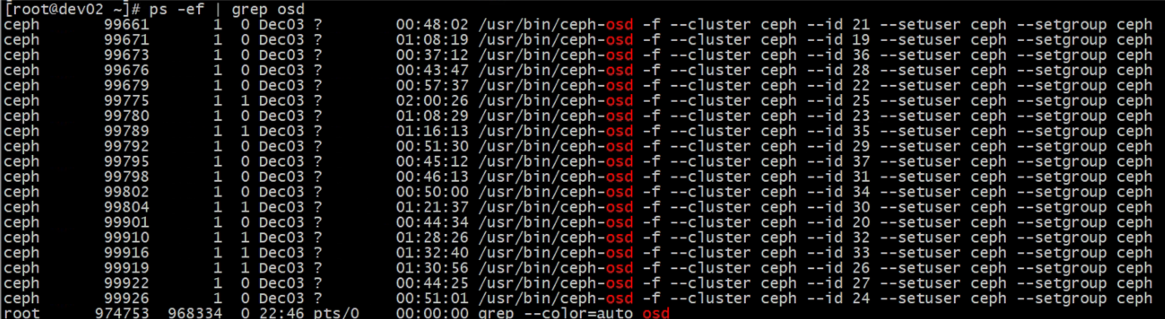 [root@dev02 ~]# ps -ef | grep osd
ceph 99661 1 0 Dec03 ? 00:48:02 /usr/bin/ceph-osd -f --cluster ceph --id 21 --setuser ceph --setgroup ceph
ceph 99671 1 0 Dec03 ? 01:08:19 /usr/bin/ceph-osd -f --cluster ceph --id 19 --setuser ceph --setgroup ceph
ceph 99673 1 0 Dec03 ? 00:37:12 /usr/bin/ceph-osd -f --cluster ceph --id 36 --setuser ceph --setgroup ceph
ceph 99676 1 0 Dec03 ? 00:43:47 /usr/bin/ceph-osd -f --cluster ceph --id 28 --setuser ceph --setgroup ceph
ceph 99679 1 0 Dec03 ? 00:57:37 /usr/bin/ceph-osd -f --cluster ceph --id 22 --setuser ceph --setgroup ceph
ceph 99775 1 1 Dec03 ? 02:00:26 /usr/bin/ceph-osd -f --cluster ceph --id 25 --setuser ceph --setgroup ceph
ceph 99780 1 0 Dec03 ? 01:08:29 /usr/bin/ceph-osd -f --cluster ceph --id 23 --setuser ceph --setgroup ceph
ceph 99789 1 1 Dec03 ? 01:16:13 /usr/bin/ceph-osd -f --cluster ceph --id 35 --setuser ceph --setgroup ceph
ceph 99792 1 0 Dec03 ? 00:51:30 /usr/bin/ceph-osd -f --cluster ceph --id 29 --setuser ceph --setgroup ceph
ceph 99795 1 0 Dec03 ? 00:45:12 /usr/bin/ceph-osd -f --cluster ceph --id 37 --setuser ceph --setgroup ceph
ceph 99798 1 0 Dec03 ? 00:46:13 /usr/bin/ceph-osd -f --cluster ceph --id 31 --setuser ceph --setgroup ceph
ceph 99802 1 0 Dec03 ? 00:50:00 /usr/bin/ceph-osd -f --cluster ceph --id 34 --setuser ceph --setgroup ceph
ceph 99804 1 1 Dec03 ? 01:21:37 /usr/bin/ceph-osd -f --cluster ceph --id 30 --setuser ceph --setgroup ceph
ceph 99901 1 0 Dec03 ? 00:44:34 /usr/bin/ceph-osd -f --cluster ceph --id 20 --setuser ceph --setgroup ceph
ceph 99910 1 1 Dec03 ? 01:28:26 /usr/bin/ceph-osd -f --cluster ceph --id 32 --setuser ceph --setgroup ceph
ceph 99916 1 1 Dec03 ? 01:32:40 /usr/bin/ceph-osd -f --cluster ceph --id 33 --setuser ceph --setgroup ceph
ceph 99919 1 1 Dec03 ? 01:30:56 /usr/bin/ceph-osd -f --cluster ceph --id 26 --setuser ceph --setgroup ceph
ceph 99922 1 0 Dec03 ? 00:44:25 /usr/bin/ceph-osd -f --cluster ceph --id 27 --setuser ceph --setgroup ceph
ceph 99926 1 0 Dec03 ? 00:51:01 /usr/bin/ceph-osd -f --cluster ceph --id 24 --setuser ceph --setgroup ceph
root 974753 968334 0 22:46 pts/0 00:00:00 grep --color=auto osd